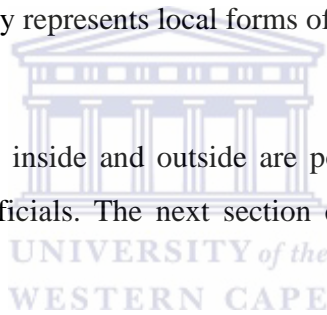 y represents local forms of
inside and outside are po
ficials. The next section
UNIVERSITY of the
WESTERN CAPE